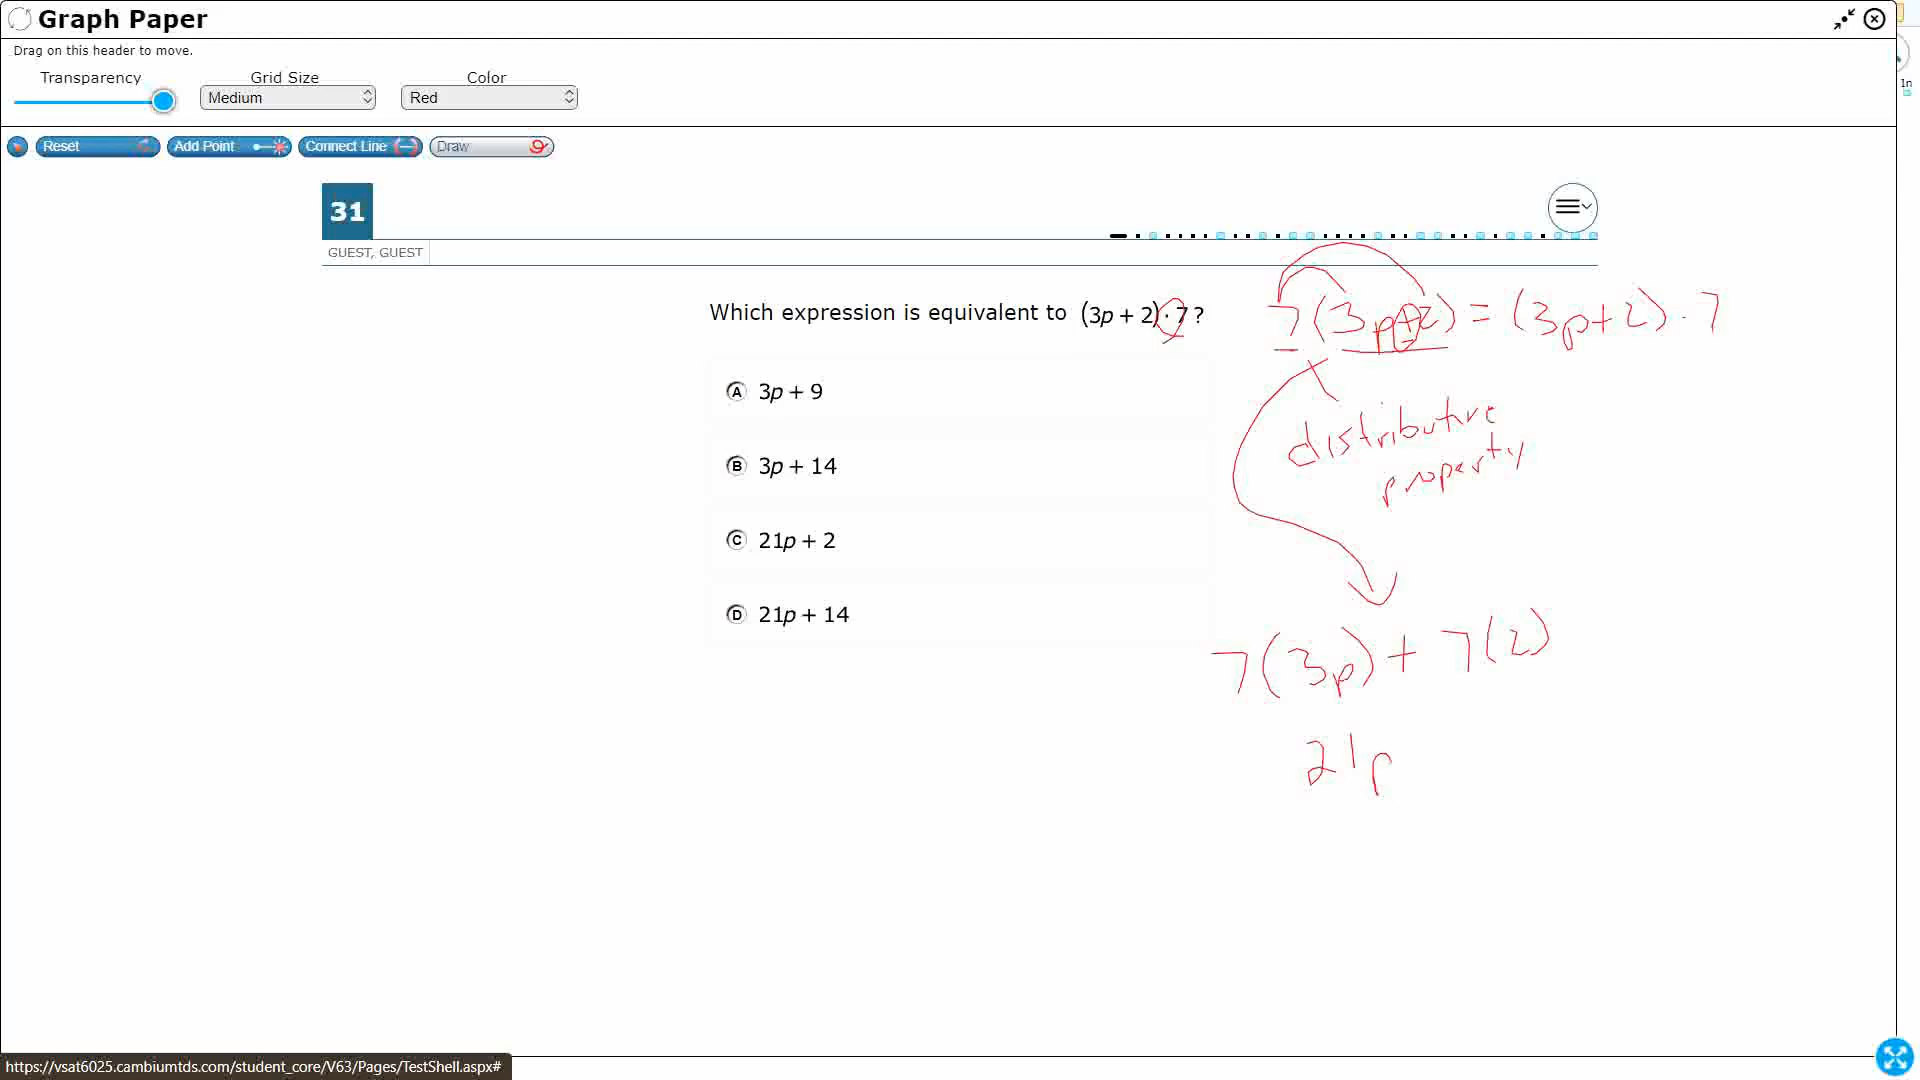 Graph Paper
Drag on this header to move.
Transparency Grid Size Color
Medium Red
Reset Add Point Connect Line Draw
31
GUEST, GUEST
Which expression is equivalent to (3p + 2) · 7 ?
7(3p+2) = (3p+2) · 7
A 3p + 9
distributive
property
B 3p + 14
C 21p + 2
D 21p + 14
7(3p) + 7(2)
21p
https://vsat6025.cambiumtds.com/student_core/V63/Pages/TestShell.aspx#